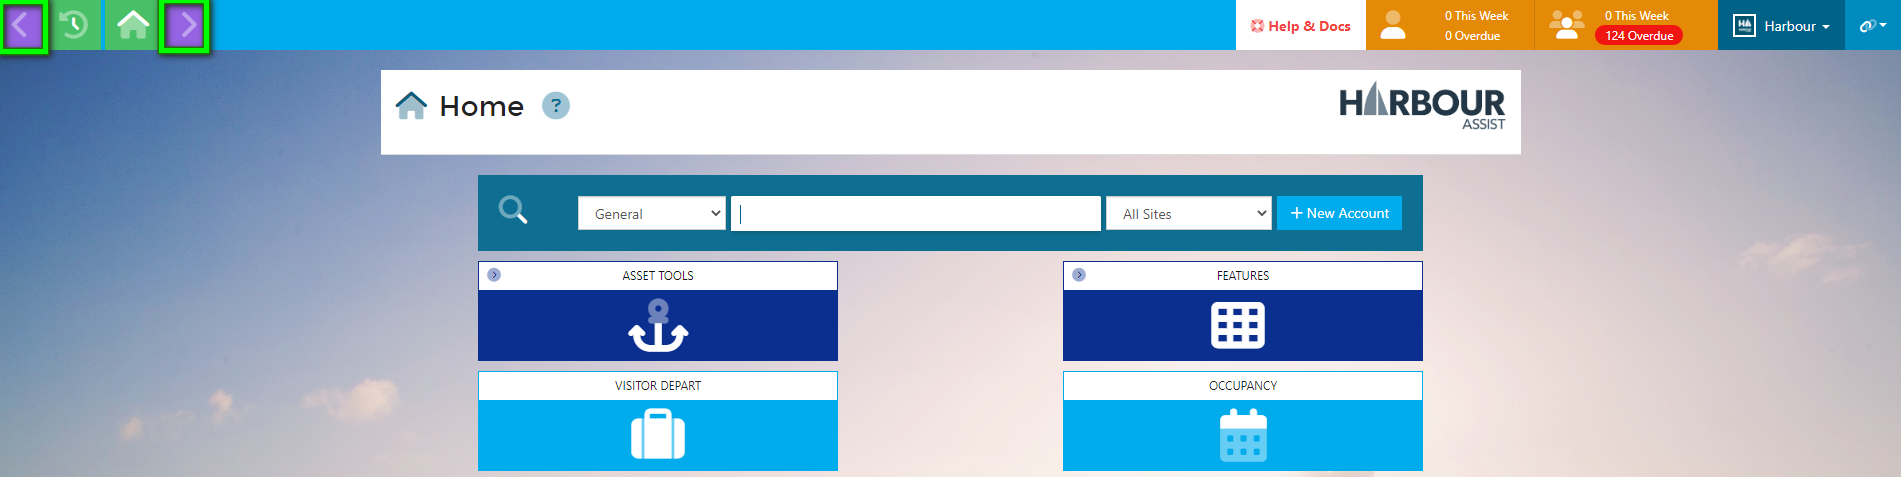 Help & Docs
0 This Week
0 Overdue
0 This Week
124 Overdue
Harbour
Home ?
HARBOUR
ASSIST
General
All Sites
+ New Account
ASSET TOOLS
FEATURES
VISITOR DEPART
OCCUPANCY